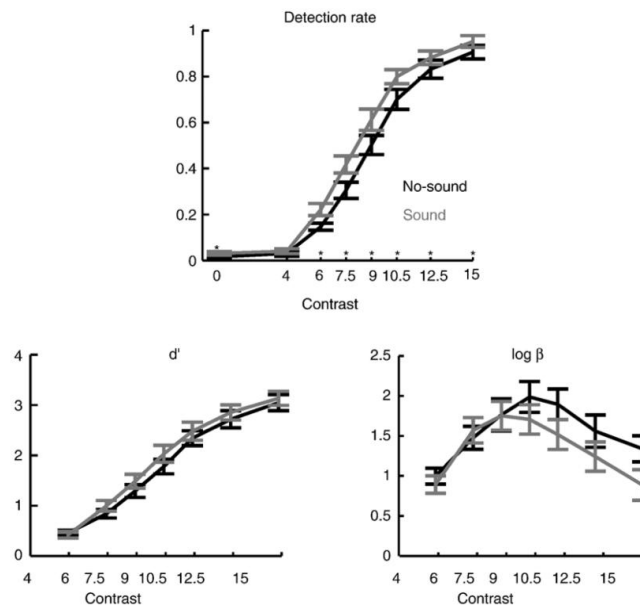 Detection rate
1
0.8
0.6
0.4
0.2
0
No-sound
Sound
* * * * * * * *
0 4 6 7.5 9 10.5 12.5 15
Contrast
d'
4
3
2
1
0
4 6 7.5 9 10.5 12.5 15
Contrast
log β
2.5
2
1.5
1
0.5
0
4 6 7.5 9 10.5 12.5 15
Contrast